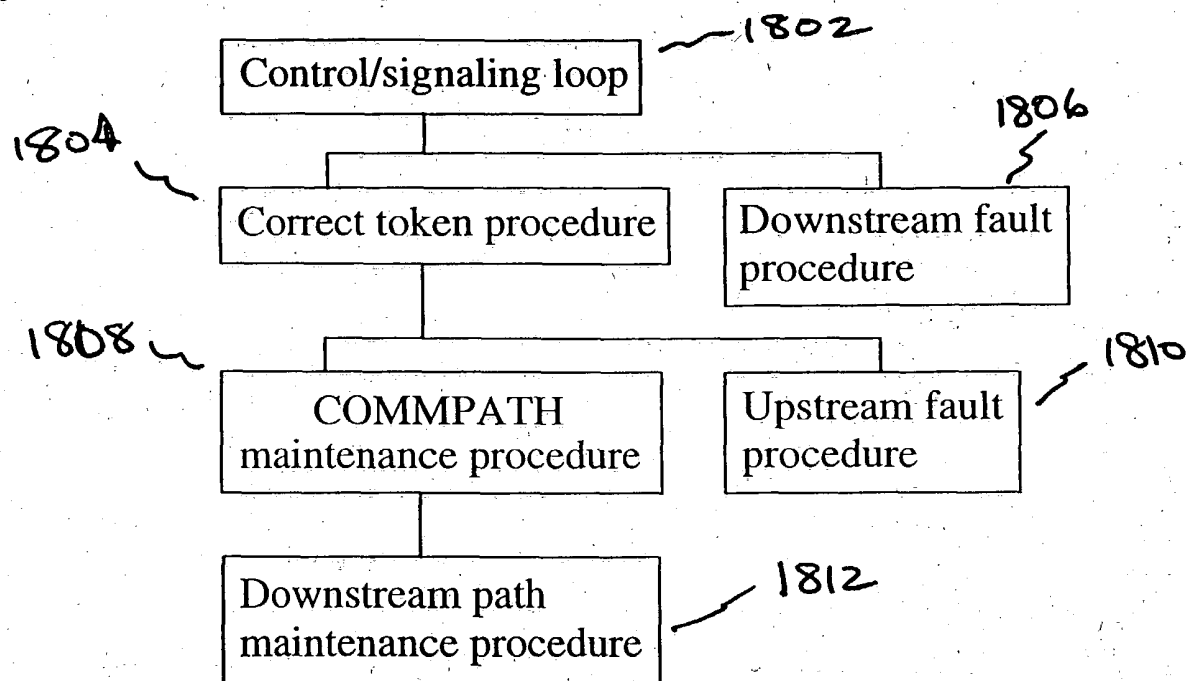 1802
Control/signaling loop
1804
1806
Correct token procedure
Downstream fault
procedure
1808
1810
COMMPATH
maintenance procedure
Upstream fault
procedure
Downstream path
maintenance procedure
1812